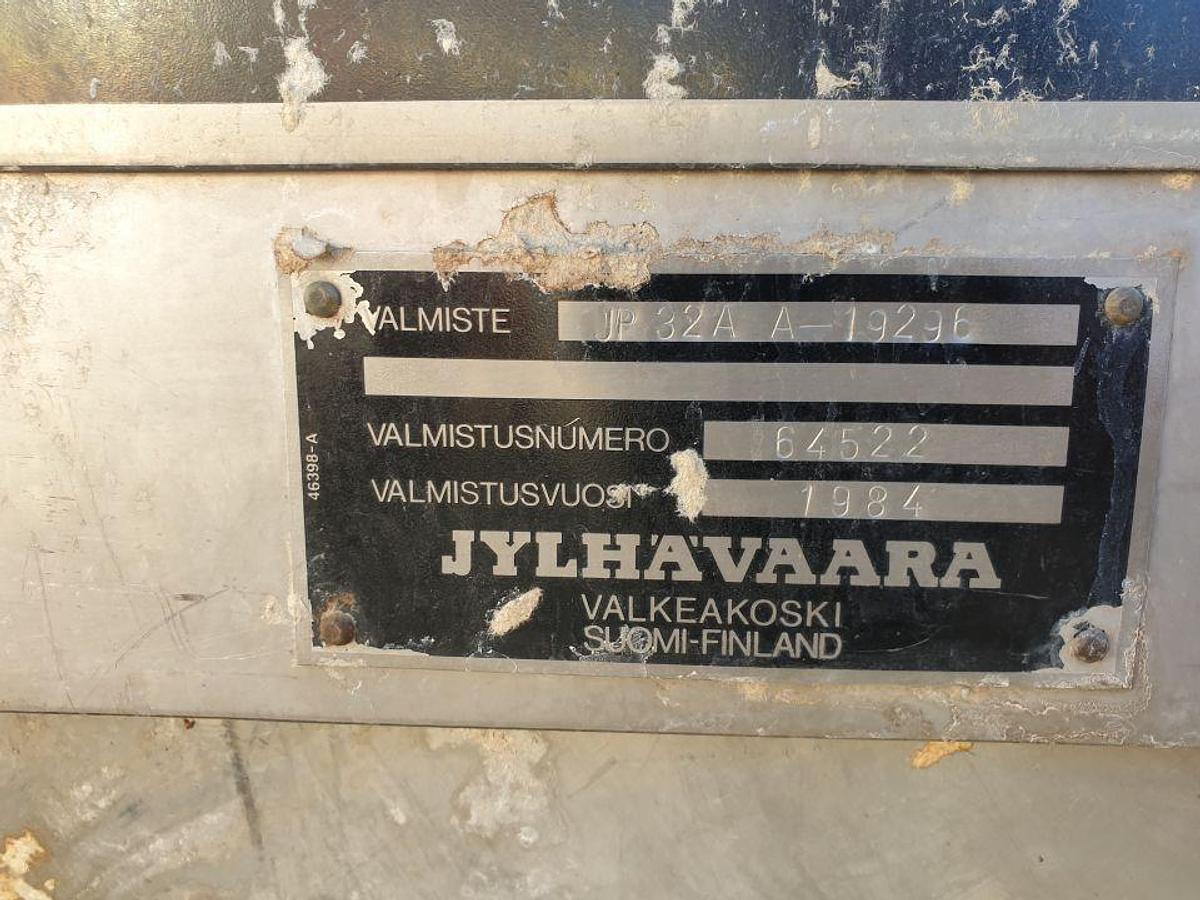 VALMISTE JP 32A A-19296
VALMISTUSNUMERO 64522
VALMISTUSVUOSI 1984
46398-A
JYLHÄVAARA
VALKEAKOSKI
SUOMI-FINLAND